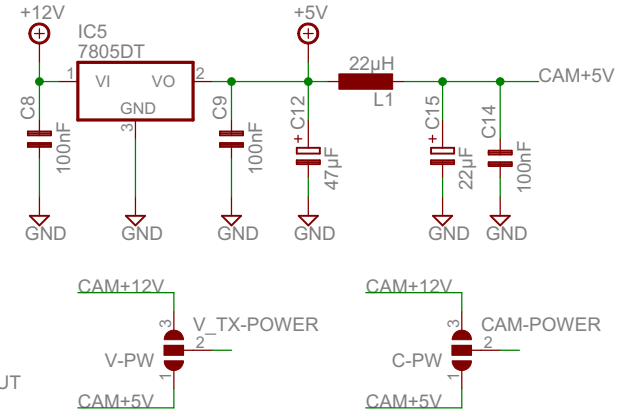 +12V
+5V
IC5
7805DT
1 VI VO 2
GND
3
22µH
L1
CAM+5V
C8
100nF
C9
100nF
C12
+
47µF
C15
+
22µF
C14
100nF
GND GND GND GND GND GND
CAM+12V
3
V_TX-POWER
2
V-PW
1
CAM+5V
CAM+12V
3
CAM-POWER
2
C-PW
1
CAM+5V
UT